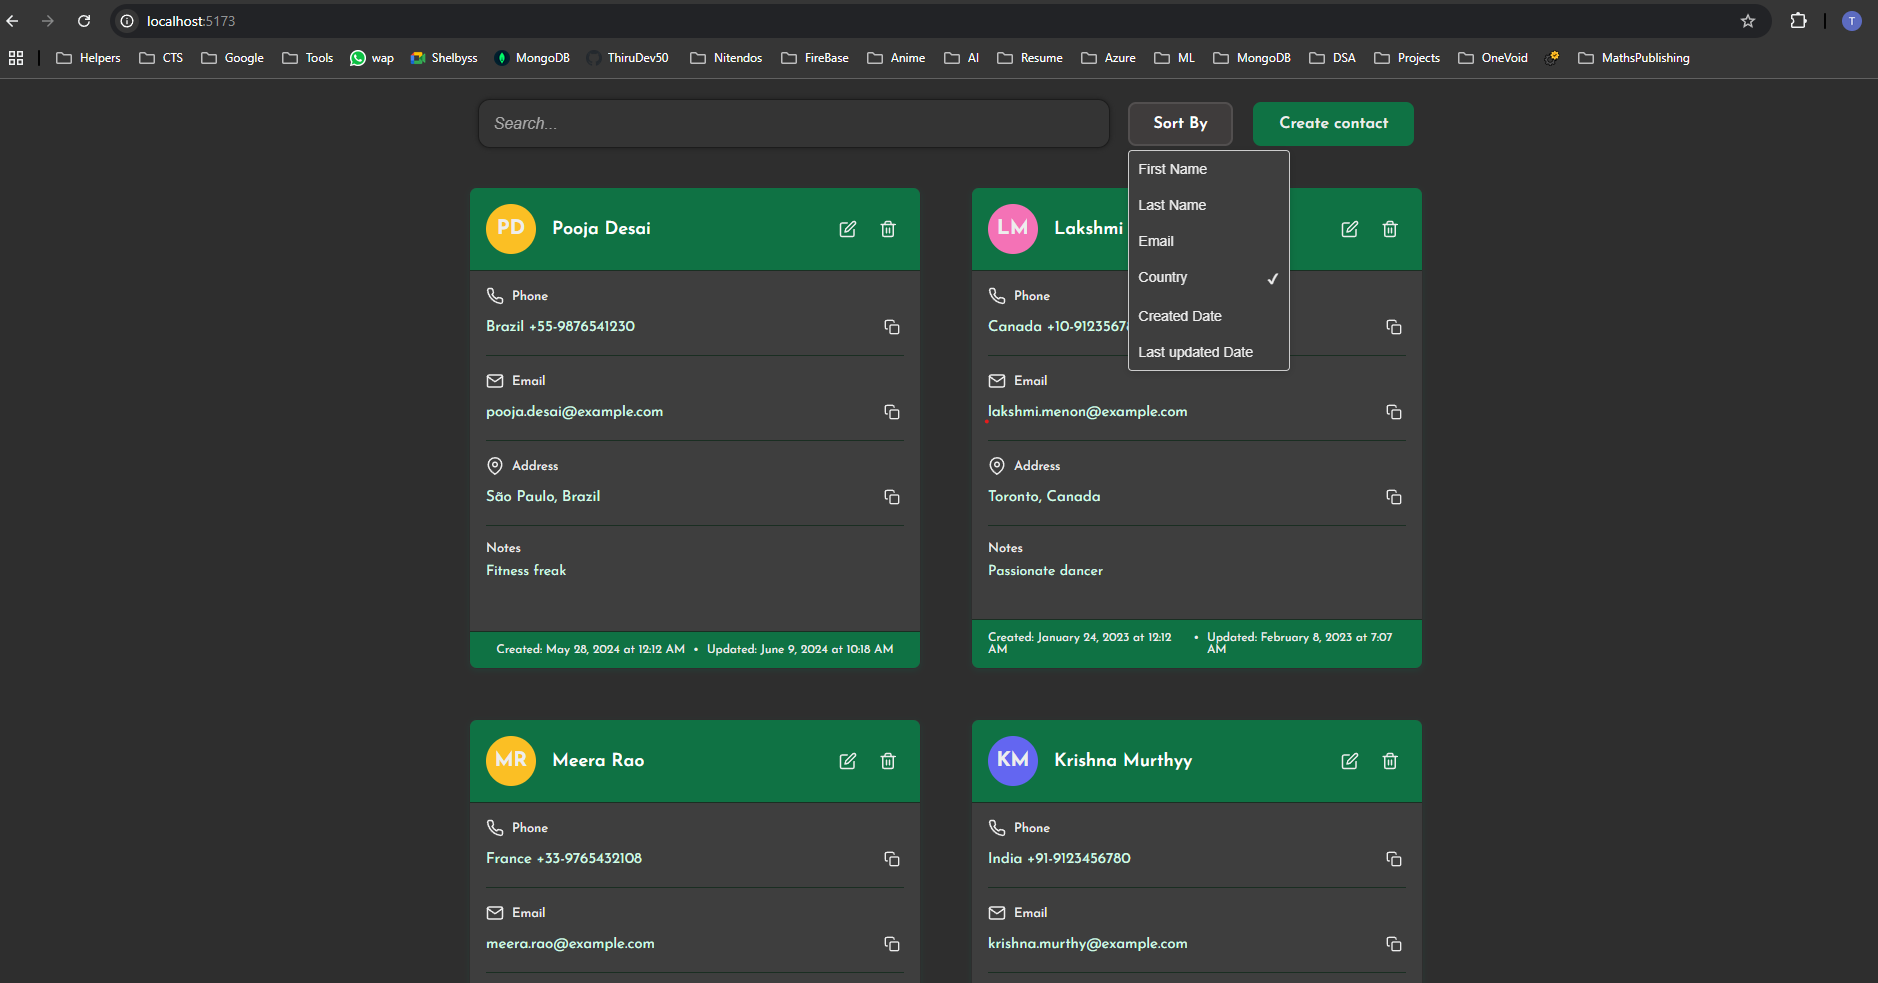 localhost:5173
T
Helpers CTS Google Tools wap Shelbyss MongoDB ThiruDev50 Nitendos FireBase Anime AI Resume Azure ML MongoDB DSA Projects OneVoid MathsPublishing
Search...
Sort By
Create contact
First Name
Last Name
Email
Country
Created Date
Last updated Date
PD
Pooja Desai
Phone
Brazil +55-9876541230
Email
pooja.desai@example.com
Address
São Paulo, Brazil
Notes
Fitness freak
Created: May 28, 2024 at 12:12 AM • Updated: June 9, 2024 at 10:18 AM
LM
Lakshmi
Phone
Canada +10-9123567
Email
lakshmi.menon@example.com
Address
Toronto, Canada
Notes
Passionate dancer
Created: January 24, 2023 at 12:12
AM
• Updated: February 8, 2023 at 7:07
AM
MR
Meera Rao
Phone
France +33-9765432108
Email
meera.rao@example.com
KM
Krishna Murthyy
Phone
India +91-9123456780
Email
krishna.murthy@example.com